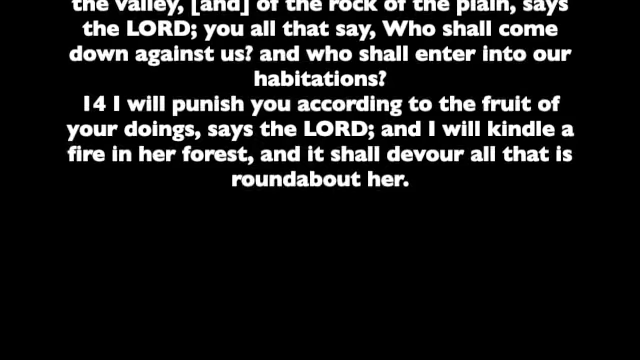 the valley, [and] of the rock of the plain, says
the LORD; you all that say, Who shall come
down against us? and who shall enter into our
habitations?
14 I will punish you according to the fruit of
your doings, says the LORD; and I will kindle a
fire in her forest, and it shall devour all that is
roundabout her.